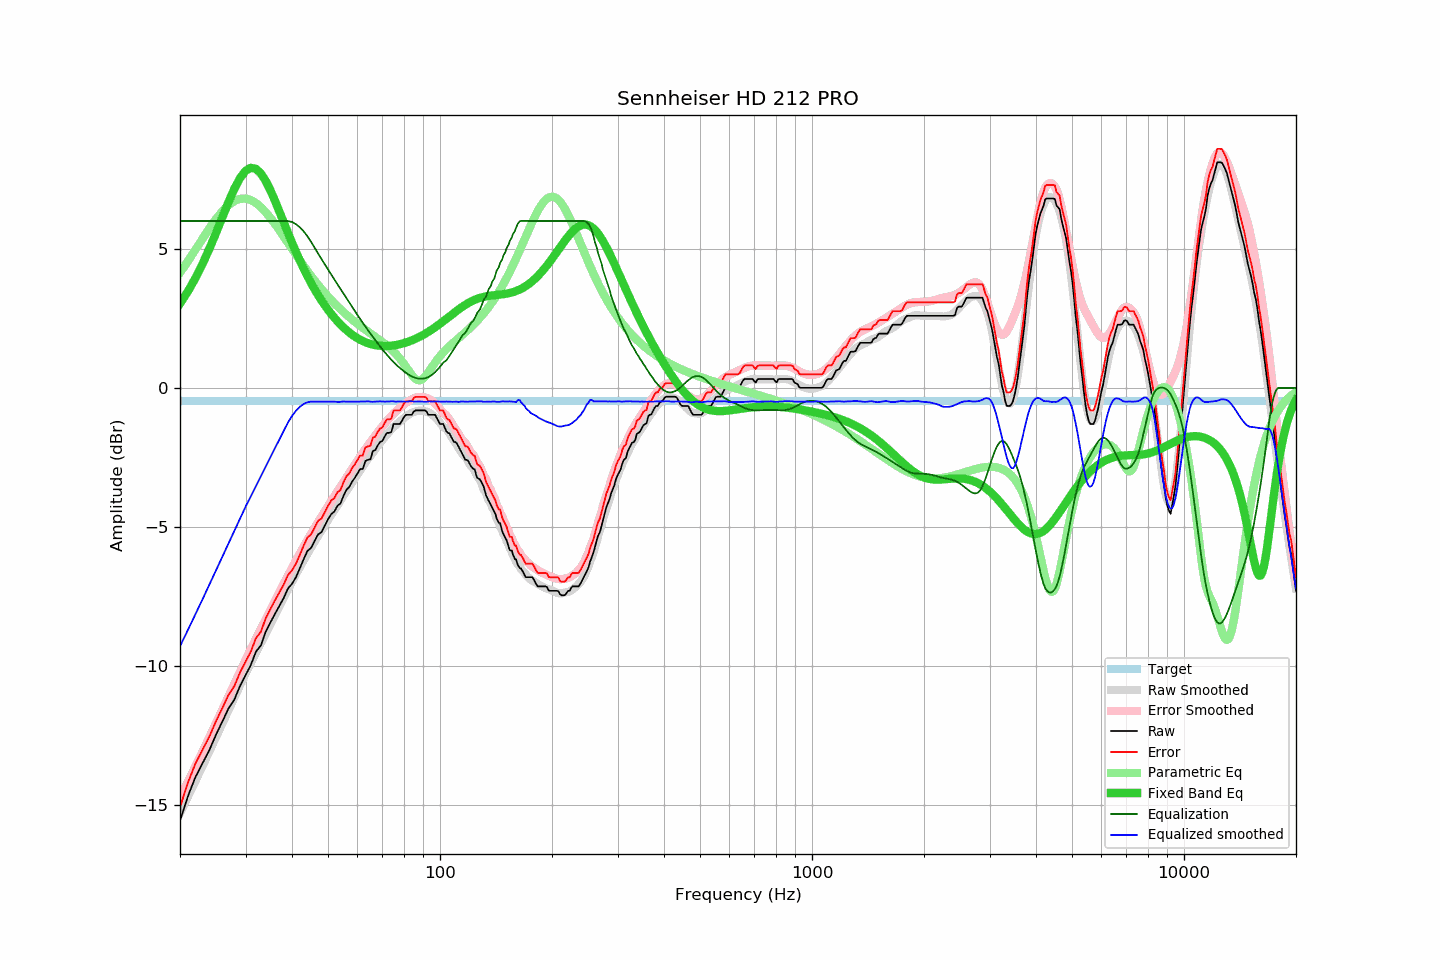 Sennheiser HD 212 PRO
Amplitude (dBr)
5
0
−5
−10
−15
100
1000
10000
Frequency (Hz)
Target
Raw Smoothed
Error Smoothed
Raw
Error
Parametric Eq
Fixed Band Eq
Equalization
Equalized smoothed